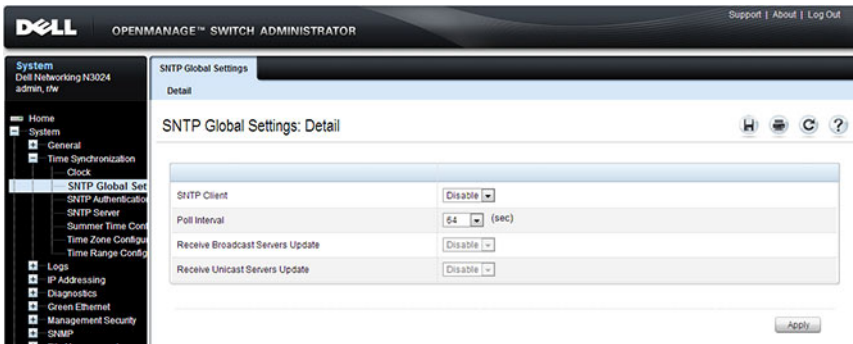 Support | About | Log Out
DELL
OPENMANAGE™ SWITCH ADMINISTRATOR
System
Dell Networking N3024
admin, r/w
Home
System
General
Time Synchronization
Clock
SNTP Global Set
SNTP Authentication
SNTP Server
Summer Time Con
Time Zone Configu
Time Range Config
Logs
IP Addressing
Diagnostics
Green Ethernet
Management Security
SNMP
SNTP Global Settings
Detail
SNTP Global Settings: Detail
SNTP Client Disable
Poll Interval 64 (sec)
Receive Broadcast Servers Update Disable
Receive Unicast Servers Update Disable
Apply